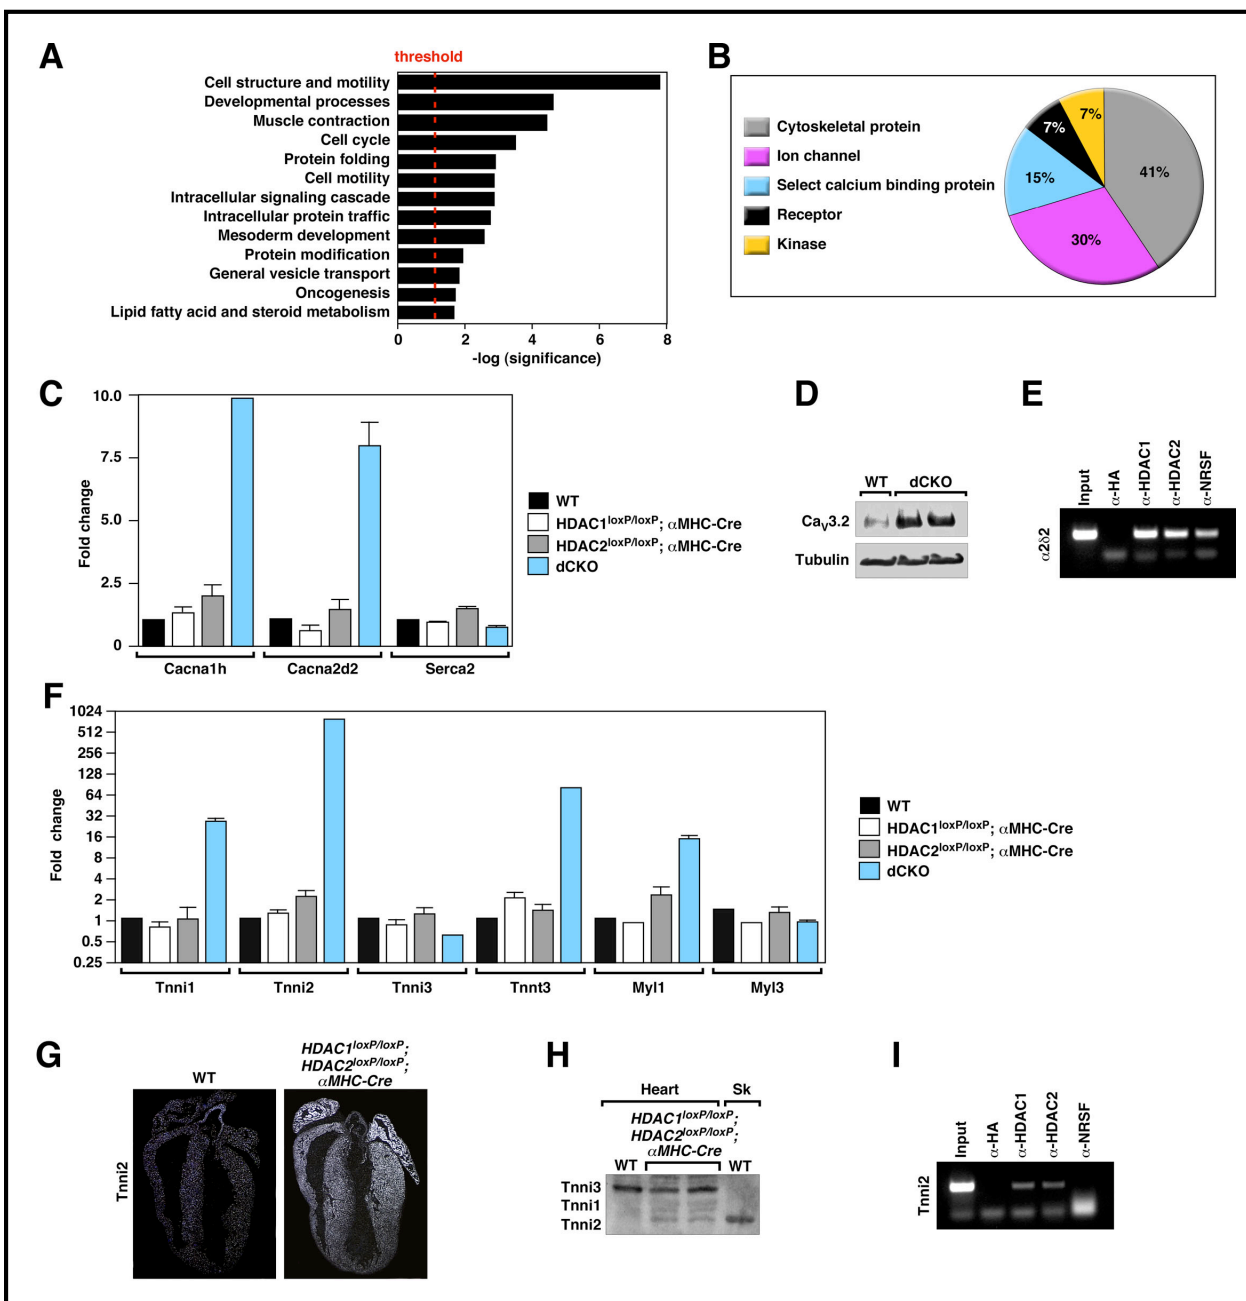 A
threshold
Cell structure and motility
Developmental processes
Muscle contraction
Cell cycle
Protein folding
Cell motility
Intracellular signaling cascade
Intracellular protein traffic
Mesoderm development
Protein modification
General vesicle transport
Oncogenesis
Lipid fatty acid and steroid metabolism
0 2 4 6 8
-log (significance)
B
Cytoskeletal protein
Ion channel
Select calcium binding protein
Receptor
Kinase
7%
7%
41%
15%
30%
C
Fold change
10.0
7.5
5.0
2.5
0
Cacna1h Cacna2d2 Serca2
WT
HDAC1loxP/loxP; αMHC-Cre
HDAC2loxP/loxP; αMHC-Cre
dCKO
D
WT dCKO
CaV3.2
Tubulin
E
Input α-HA α-HDAC1 α-HDAC2 α-NRSF
α2δ2
F
Fold change
1024
512
256
128
64
32
16
8
4
2
1
0.5
0.25
Tnni1 Tnni2 Tnni3 Tnnt3 Myl1 Myl3
WT
HDAC1loxP/loxP; αMHC-Cre
HDAC2loxP/loxP; αMHC-Cre
dCKO
G
WT
HDAC1loxP/loxP;
HDAC2loxP/loxP;
αMHC-Cre
Tnni2
H
Heart Sk
HDAC1loxP/loxP;
HDAC2loxP/loxP;
αMHC-Cre
WT WT
Tnni3
Tnni1
Tnni2
I
Input α-HA α-HDAC1 α-HDAC2 α-NRSF
Tnni2